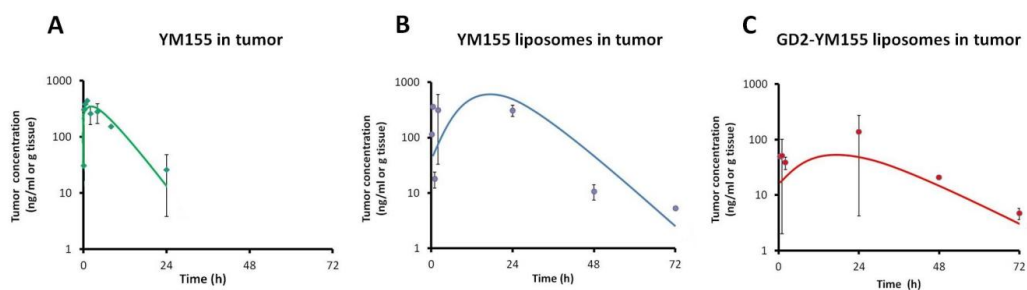 A
YM155 in tumor
Tumor concentration
(ng/ml or g tissue)
1000
100
10
1
0
24
48
72
Time (h)
B
YM155 liposomes in tumor
Tumor concentration
(ng/ml or g tissue)
1000
100
10
1
0
24
48
72
Time (h)
C
GD2-YM155 liposomes in tumor
Tumor concentration
(ng/ml or g tissue)
1000
100
10
1
0
24
48
72
Time (h)